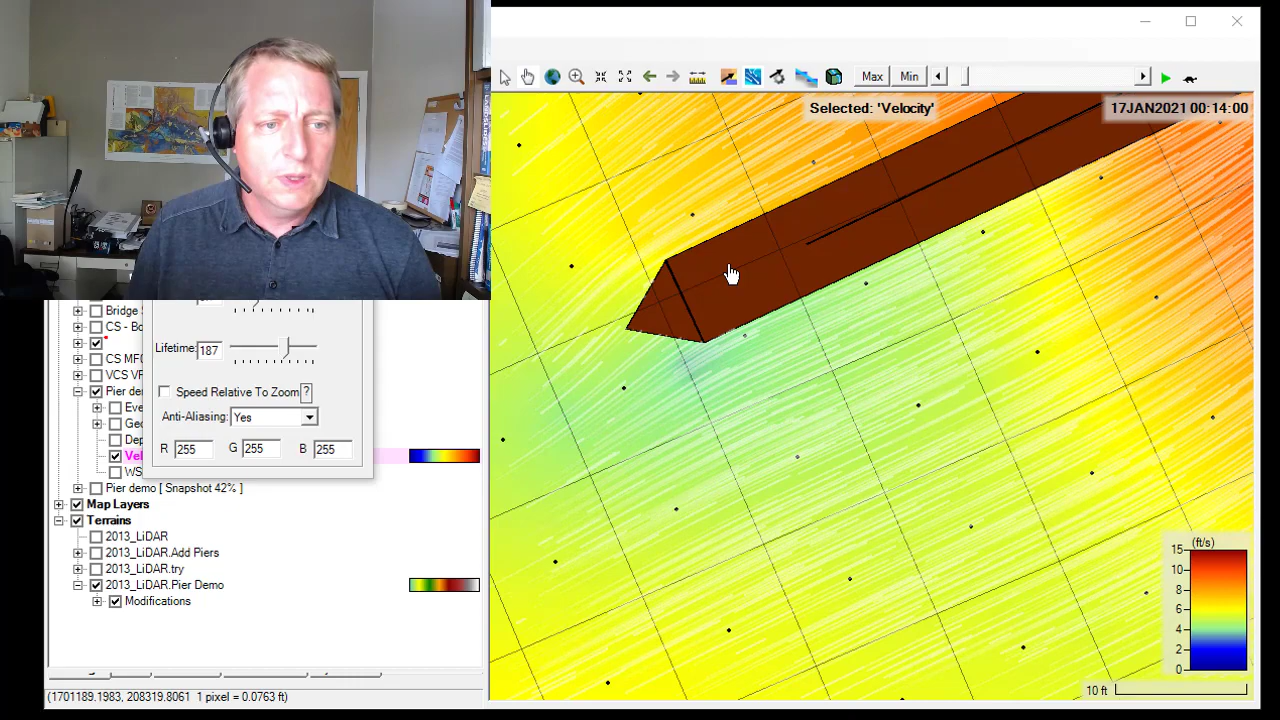 Max
Min
Selected: 'Velocity'
17JAN2021 00:14:00
Bridge
CS - Bo
Lifetime: 187
CS MF
VCS V
Speed Relative To Zoom ?
Pier dem
Eve
Geo
Anti-Aliasing: Yes
Dep
R 255 G 255 B 255
Vel
WS
Pier demo [ Snapshot 42% ]
Map Layers
Terrains
2013_LiDAR
2013_LiDAR.Add Piers
2013_LiDAR.try
2013_LiDAR.Pier Demo
Modifications
(ft/s)
15
10
8
6
4
2
0
10 ft
(1701189.1983, 208319.8061 1 pixel = 0.0763 ft)